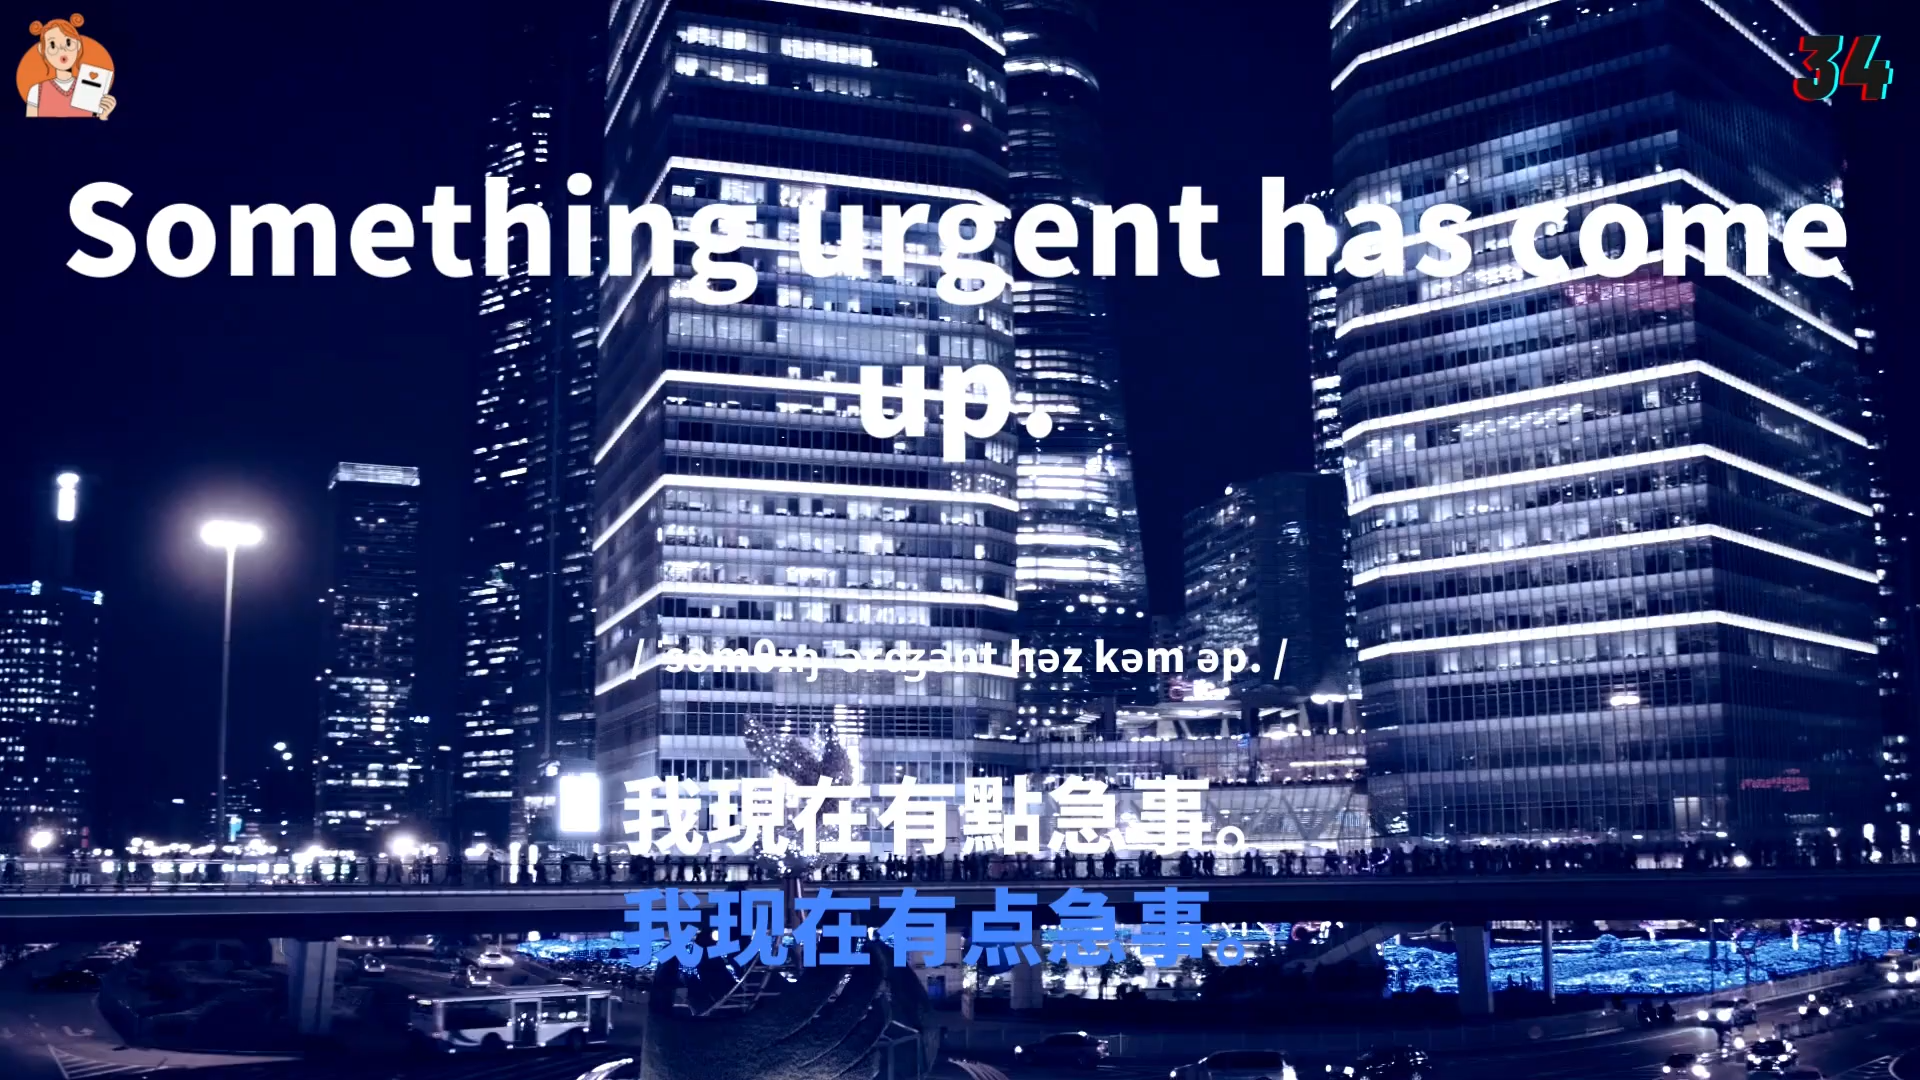 34
Something urgent has come
up.
/ ˈsəmθɪŋ ˈərʤənt həz kəm əp. /
我現在有點急事。
我现在有点急事。